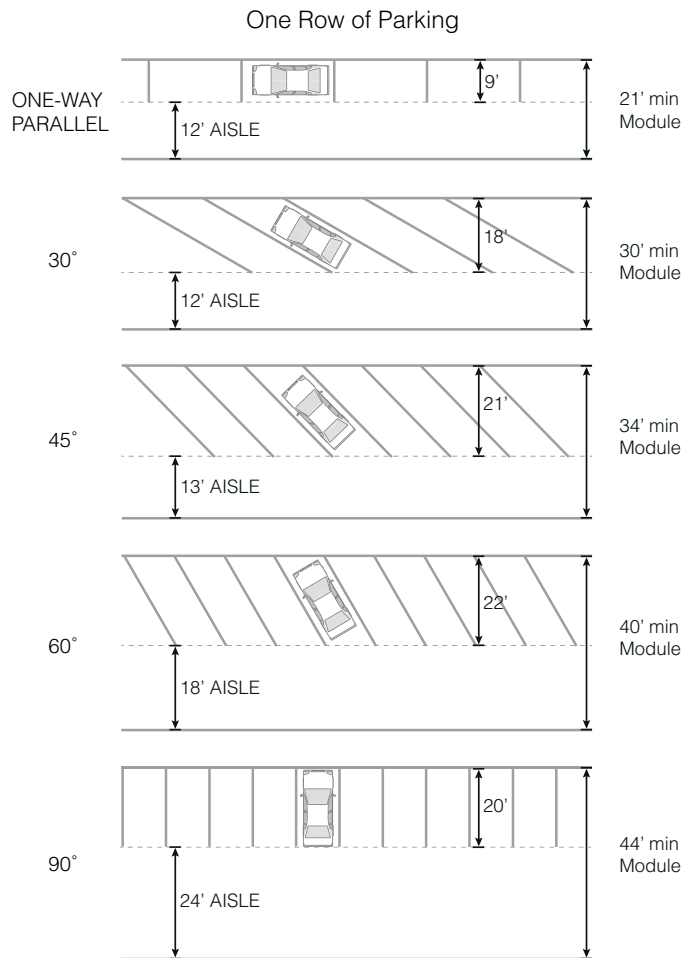 One Row of Parking
ONE-WAY
PARALLEL
9’
12’ AISLE
21’ min
Module
30˚
18’
12’ AISLE
30’ min
Module
45˚
21’
13’ AISLE
34’ min
Module
60˚
22’
18’ AISLE
40’ min
Module
90˚
20’
24’ AISLE
44’ min
Module